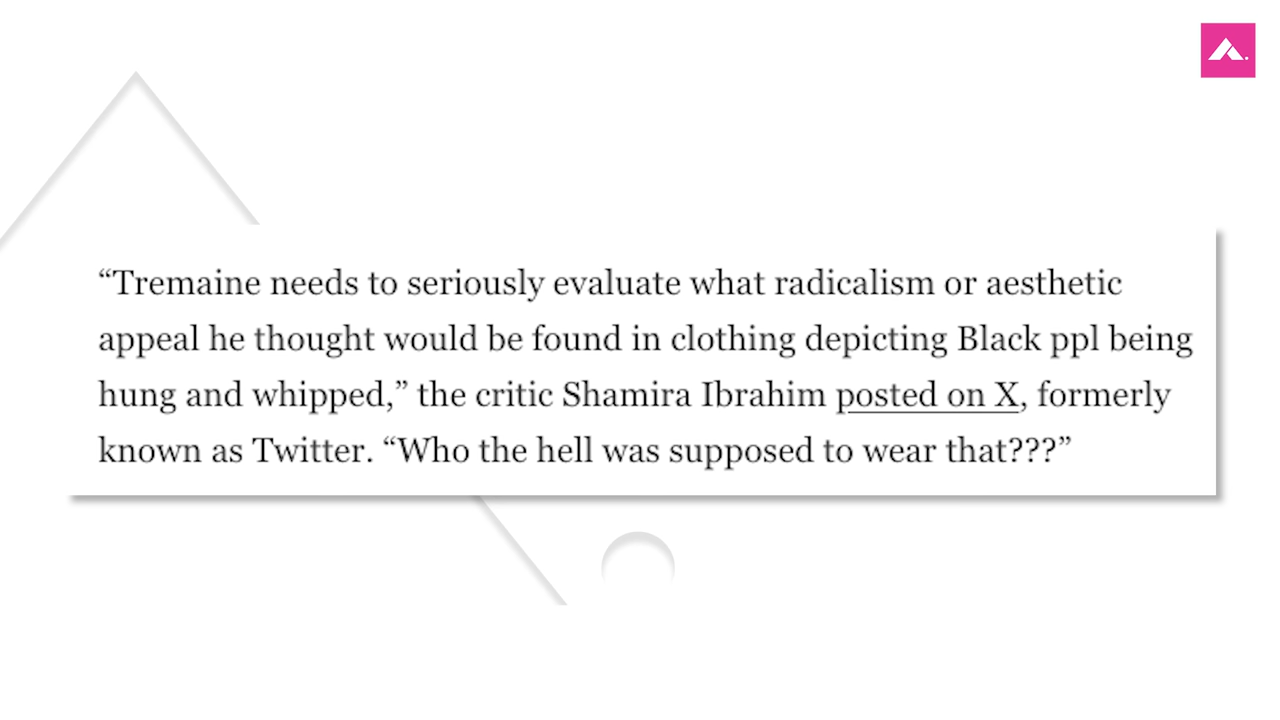 “Tremaine needs to seriously evaluate what radicalism or aesthetic
appeal he thought would be found in clothing depicting Black ppl being
hung and whipped,” the critic Shamira Ibrahim posted on X, formerly
known as Twitter. “Who the hell was supposed to wear that???”